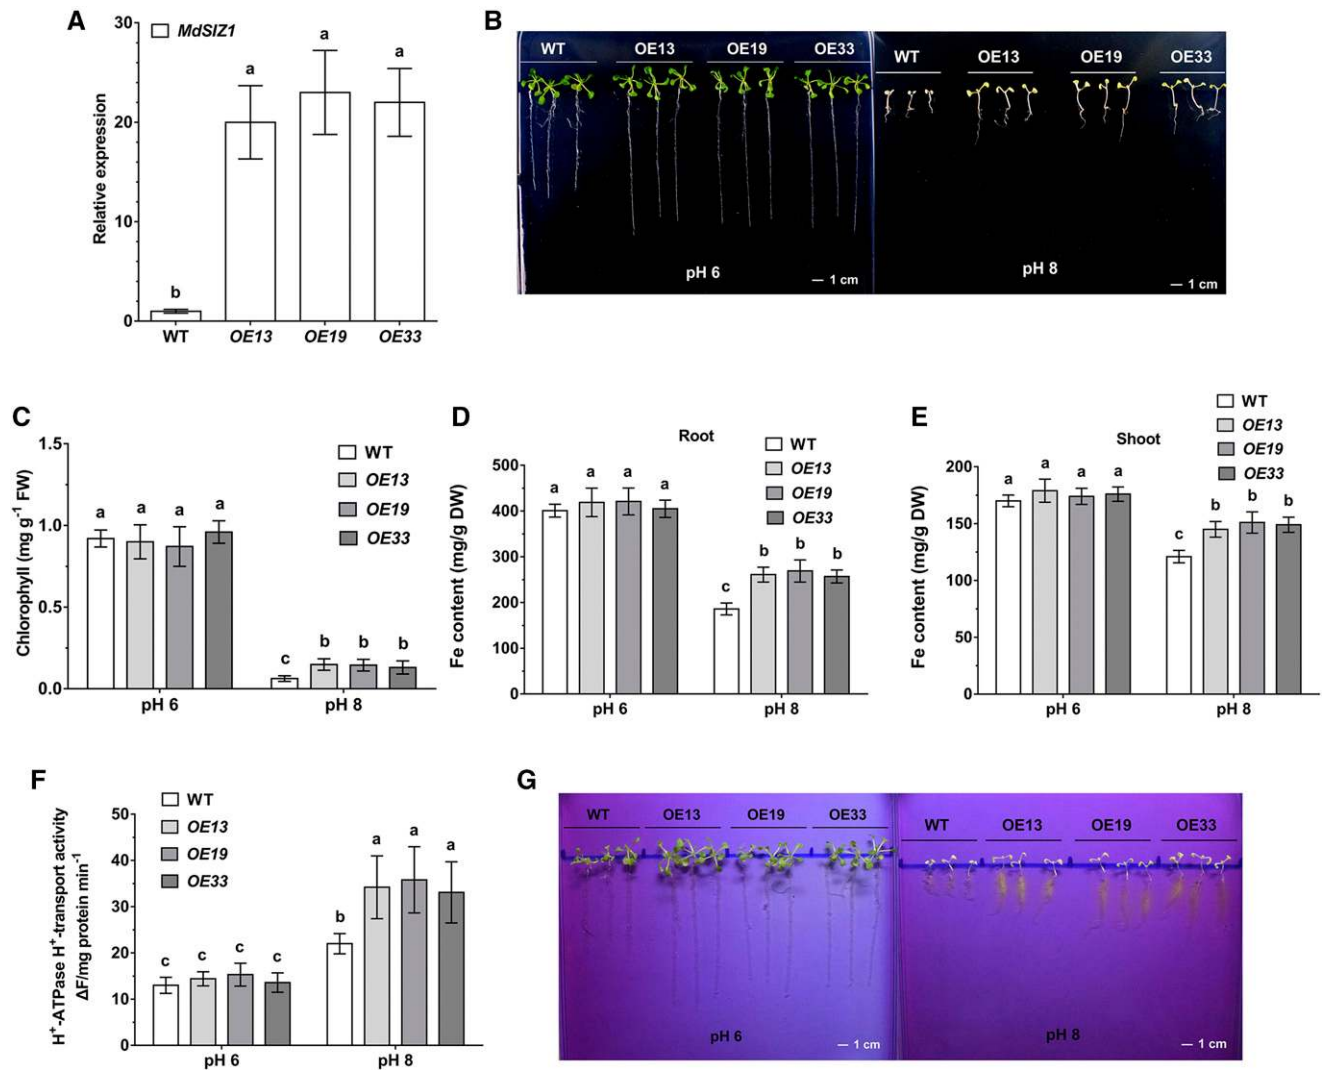 A
MdSIZ1
Relative expression
30
20
10
0
a
a
a
b
WT
OE13
OE19
OE33
B
WT
OE13
OE19
OE33
pH 6
1 cm
WT
OE13
OE19
OE33
pH 8
1 cm
C
Chlorophyll (mg g-1 FW)
1.5
1.0
0.5
0.0
WT
OE13
OE19
OE33
a
a
a
a
c
b
b
b
pH 6
pH 8
D
Root
Fe content (mg/g DW)
500
400
300
200
100
0
WT
OE13
OE19
OE33
a
a
a
a
c
b
b
b
pH 6
pH 8
E
Shoot
Fe content (mg/g DW)
200
150
100
50
0
WT
OE13
OE19
OE33
a
a
a
a
c
b
b
b
pH 6
pH 8
F
H+-ATPase H+-transport activity
ΔF/mg protein min-1
50
40
30
20
10
0
WT
OE13
OE19
OE33
c
c
c
c
b
a
a
a
pH 6
pH 8
G
WT
OE13
OE19
OE33
pH 6
1 cm
WT
OE13
OE19
OE33
pH 8
1 cm